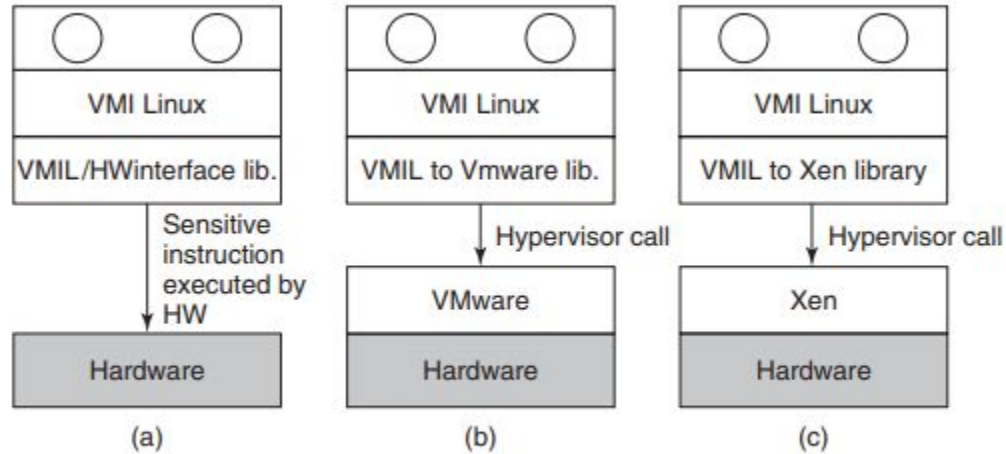 VMI Linux
VMIL/HWinterface lib.
Sensitive
instruction
executed by
HW
Hardware
(a)
VMI Linux
VMIL to Vmware lib.
Hypervisor call
VMware
Hardware
(b)
VMI Linux
VMIL to Xen library
Hypervisor call
Xen
Hardware
(c)